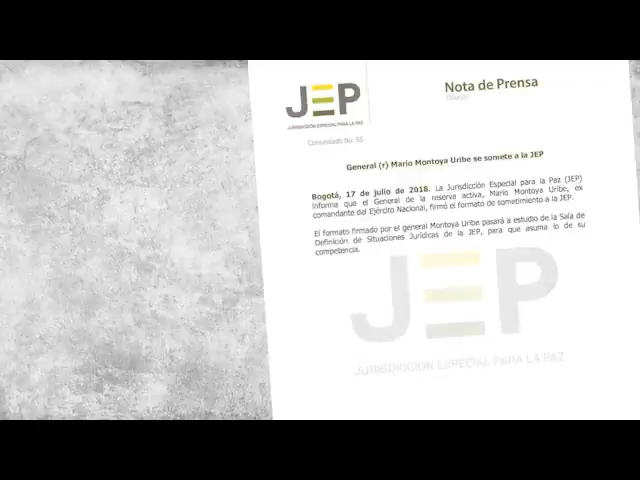 JEP
JURISDICCIÓN ESPECIAL PARA LA PAZ
Nota de Prensa
Comunicado No. 55
General (r) Mario Montoya Uribe se somete a la JEP
Bogotá, 17 de julio de 2018. La Jurisdicción Especial para la Paz (JEP)
informa que el General de la reserva activa, Mario Montoya Uribe, ex
comandante del Ejército Nacional, firmó el formato de sometimiento a la JEP.
El formato firmado por el general Montoya Uribe pasará a estudio de la Sala de
Definición de Situaciones Jurídicas de la JEP, para que asuma lo de su
competencia.
JEP
JURISDICCIÓN ESPECIAL PARA LA PAZ